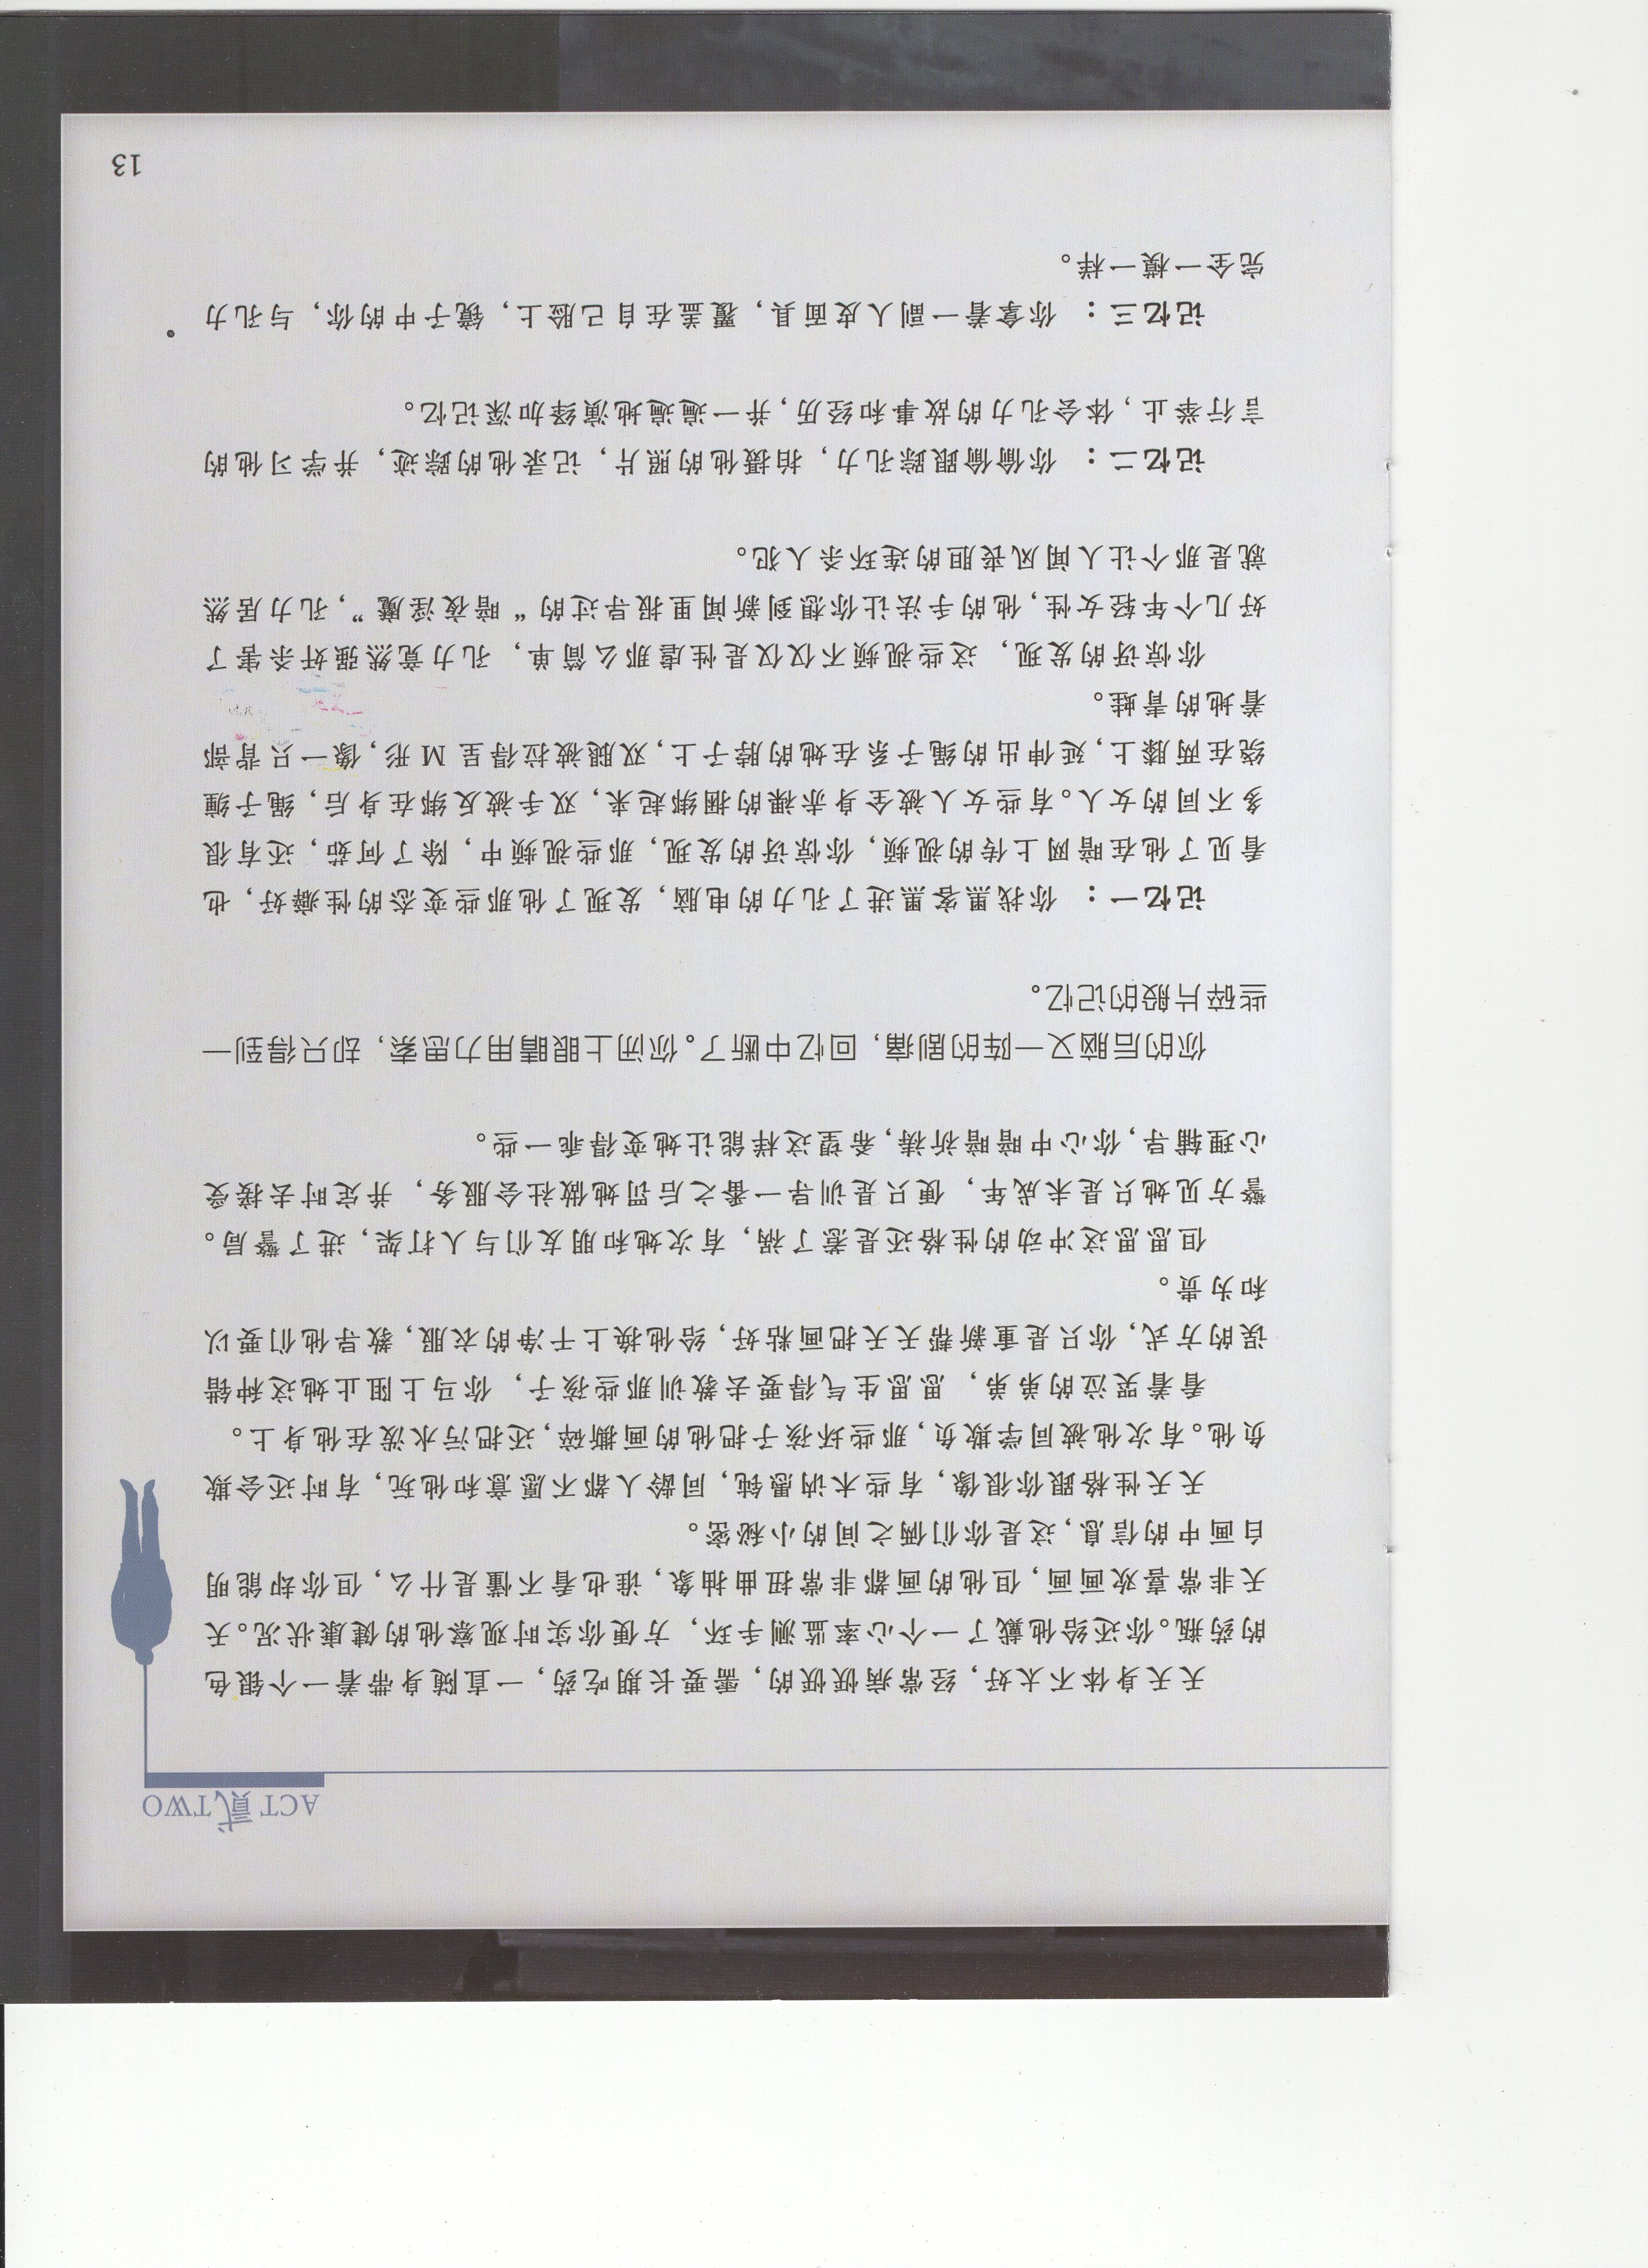 ACT 貳 TWO
天天身体不太好，经常病恹恹的，需要长期吃药，一直随身带着一个银色
的药瓶。你还给他戴了一个心率监测手环，方便你实时观察他的健康状况。天
天非常喜欢画画，但他的画都非常扭曲抽象，谁也看不懂是什么，但你却能明
白画中的信息，这是你们俩之间的小秘密。
天天性格跟你很像，有些木讷愚钝，同龄人都不愿意和他玩，有时还会欺
负他。有次他被同学欺负，那些坏孩子把他的画撕碎，还把污水泼在他身上。
看着哭泣的弟弟，思思生气得要去教训那些孩子，你马上阻止她这种错
误的方式，你只是重新帮天天把画粘好，给他换上干净的衣服，教导他们要以
和为贵。
但思思这冲动的性格还是惹了祸，有次她和朋友们与人打架，进了警局。
警方见她只是未成年，便只是训导一番之后罚她做社会服务，并定时去接受
心理辅导，你心中暗暗祈祷，希望这样能让她变得乖一些。
你的后脑又一阵的剧痛，回忆中断了。你闭上眼睛用力思索，却只得到一
些碎片般的记忆。
记忆一：你找黑客黑进了孔力的电脑，发现了他那些变态的性癖好，也
看见了他在暗网上传的视频，你惊讶的发现，那些视频中，除了何茹，还有很
多不同的女人。有些女人被全身赤裸的捆绑起来，双手被反绑在身后，绳子缠
绕在两膝上，延伸出的绳子系在她的脖子上，双腿被拉得呈 M 形，像一只背部
着地的青蛙。
你惊讶的发现，这些视频不仅仅是性虐那么简单，孔力竟然强奸杀害了
好几个年轻女性，他的手法让你想到新闻里报导过的“暗夜淫魔”，孔力居然
就是那个让人闻风丧胆的连环杀人犯。
记忆二：你偷偷跟踪孔力，拍摄他的照片，记录他的踪迹，并学习他的
言行举止，体会孔力的故事和经历，并一遍遍地演绎加深记忆。
记忆三：你拿着一副人皮面具，覆盖在自己脸上，镜子中的你，与孔力
完全一模一样。
13